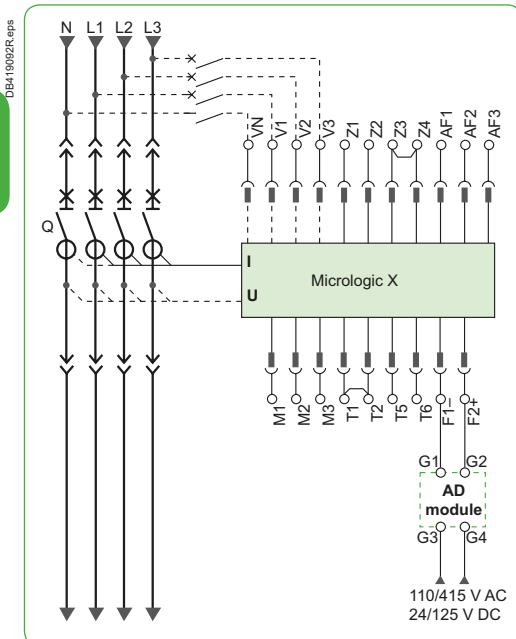 DB419092R.eps
N L1 L2 L3
VN V1 V2 V3 Z1 Z2 Z3 Z4 AF1 AF2 AF3
Q
I
Micrologic X
U
M1 M2 M3 T1 T2 T5 T6 F1– F2+
G1 G2
AD
module
G3 G4
110/415 V AC
24/125 V DC